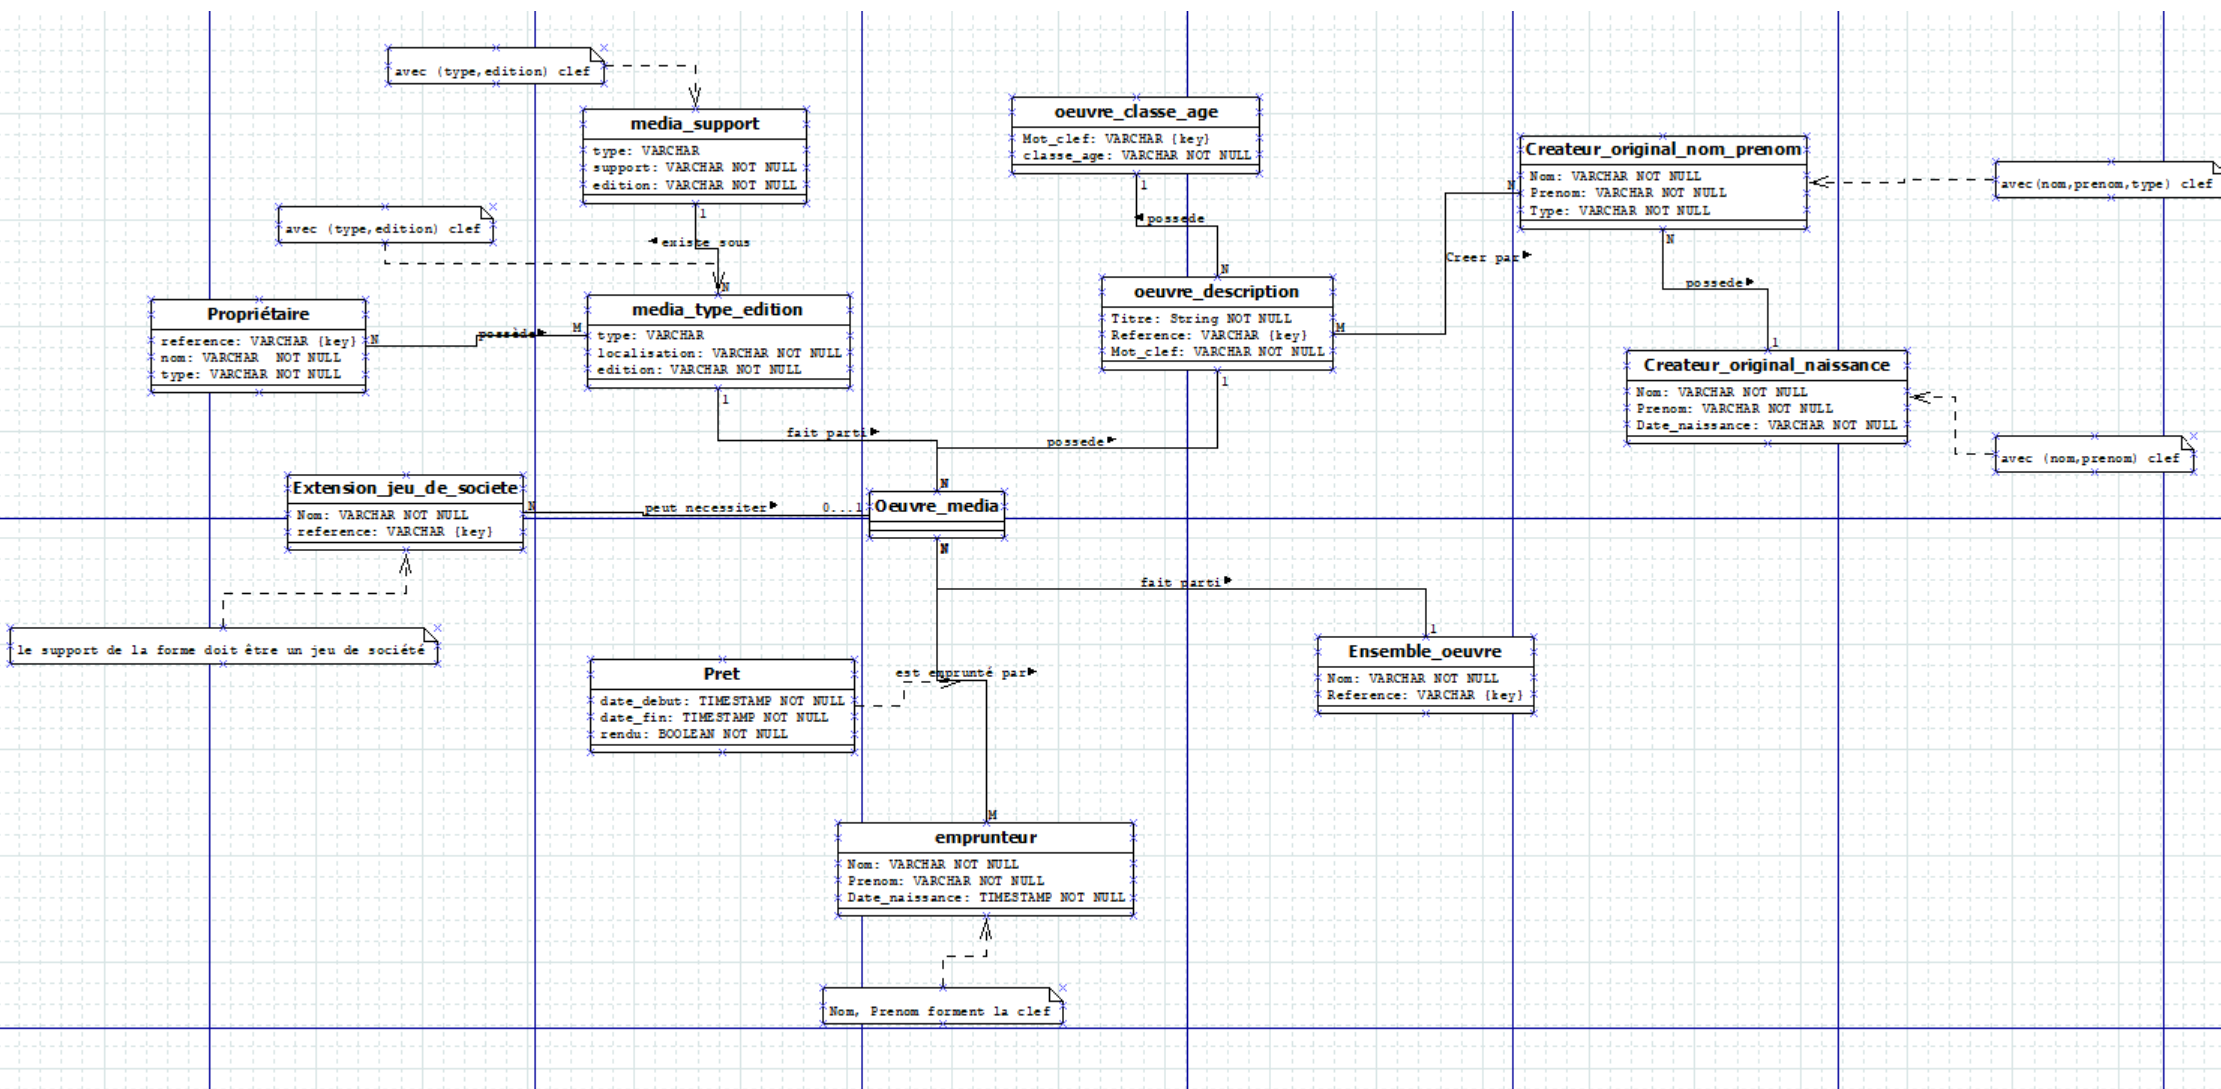 avec (type,edition) clef
media_support
type: VARCHAR
support: VARCHAR NOT NULL
edition: VARCHAR NOT NULL
1
existe sous
N
avec (type,edition) clef
oeuvre_classe_age
Mot_clef: VARCHAR {key}
classe_age: VARCHAR NOT NULL
1
possede
N
Createur_original_nom_prenom
Nom: VARCHAR NOT NULL
Prenom: VARCHAR NOT NULL
Type: VARCHAR NOT NULL
N
N
avec(nom,prenom,type) clef
Creer par
possede
1
Propriétaire
reference: VARCHAR {key}
nom: VARCHAR  NOT NULL
type: VARCHAR NOT NULL
N
possède
M
media_type_edition
type: VARCHAR
localisation: VARCHAR NOT NULL
edition: VARCHAR NOT NULL
1
oeuvre_description
Titre: String NOT NULL
Reference: VARCHAR {key}
Mot_clef: VARCHAR NOT NULL
M
1
Createur_original_naissance
Nom: VARCHAR NOT NULL
Prenom: VARCHAR NOT NULL
Date_naissance: VARCHAR NOT NULL
avec (nom,prenom) clef
fait parti
possede
N
Extension_jeu_de_societe
Nom: VARCHAR NOT NULL
reference: VARCHAR {key}
N
peut necessiter
0...1
Oeuvre_media
N
le support de la forme doit être un jeu de société
fait parti
1
Ensemble_oeuvre
Nom: VARCHAR NOT NULL
Reference: VARCHAR {key}
Pret
date_debut: TIMESTAMP NOT NULL
date_fin: TIMESTAMP NOT NULL
rendu: BOOLEAN NOT NULL
est emprunté par
M
emprunteur
Nom: VARCHAR NOT NULL
Prenom: VARCHAR NOT NULL
Date_naissance: TIMESTAMP NOT NULL
Nom, Prenom forment la clef